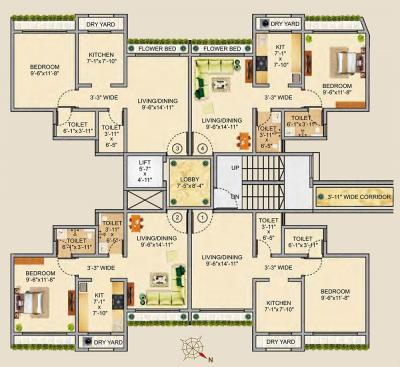 DRY YARD
DRY YARD
KITCHEN
7'-1"x 7'-10"
BEDROOM
9'-6"x11'-8"
FLOWER BED
FLOWER BED
KIT
7'-1"
x
7'-10"
BEDROOM
9'-6"x11'-8"
3'-3" WIDE
LIVING/DINING
9'-6"x14'-11"
LIVING/DINING
9'-6"x14'-11"
3'-3" WIDE
TOILET
6'-1"x 3'-11"
TOILET
3'-11"
x
6'-5"
TOILET
3'-11"
x
6'-5"
TOILET
6'-1"x 3'-11"
3
4
LIFT
5'-7"
x
4'-11"
LOBBY
7'-5"x8'-4"
UP
DN
3'-11" WIDE CORRIDOR
2
1
TOILET
6'-1"x 3'-11"
TOILET
3'-11"
x
6'-5"
LIVING/DINING
9'-6"x14'-11"
LIVING/DINING
9'-6"x14'-11"
TOILET
3'-11"
x
6'-5"
TOILET
6'-1"x 3'-11"
3'-3" WIDE
3'-3" WIDE
BEDROOM
9'-6"x11'-8"
KIT
7'-1"
x
7'-10"
KITCHEN
7'-1"x 7'-10"
BEDROOM
9'-6"x11'-8"
DRY YARD
DRY YARD
N